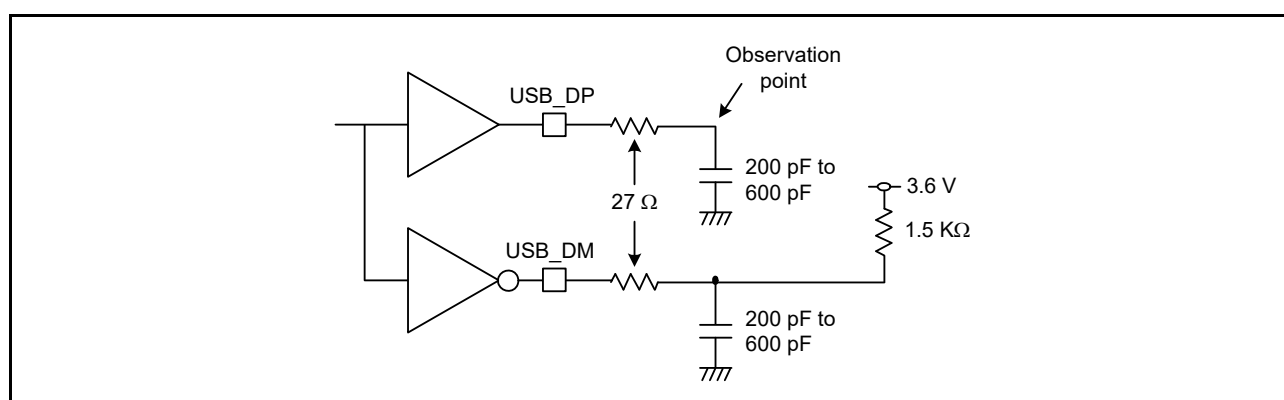 Observation
point
USB_DP
200 pF to
600 pF
27 Ω
3.6 V
1.5 KΩ
USB_DM
200 pF to
600 pF